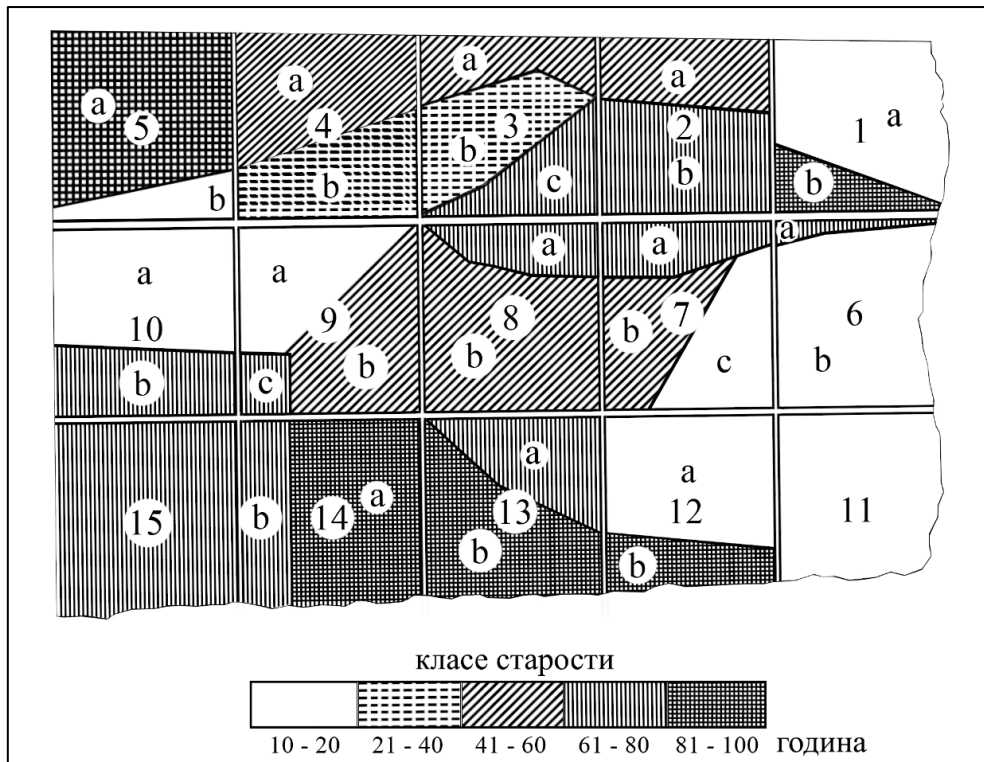 a a a a 1 a
5 4 3 2
b b b c b b
a a a a a
10 9 8 7 6
b c b b b c b
15 b 14 a a a 11
13 12
b b
класе старости
10 - 20 21 - 40 41 - 60 61 - 80 81 - 100 година